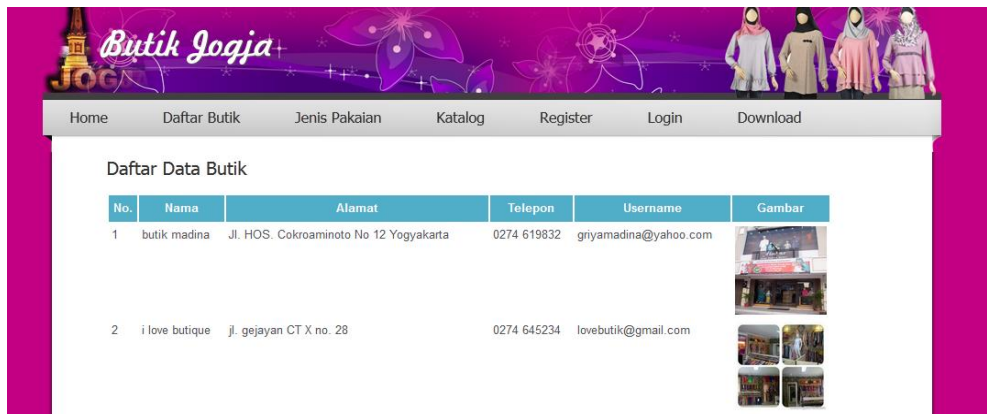 Butik Jogja
JOGJA
Home Daftar Butik Jenis Pakaian Katalog Register Login Download
Daftar Data Butik
No. Nama Alamat Telepon Username Gambar
1 butik madina Jl. HOS. Cokroaminoto No 12 Yogyakarta 0274 619832 griyamadina@yahoo.com
2 i love butique jl. gejayan CT X no. 28 0274 645234 lovebutik@gmail.com